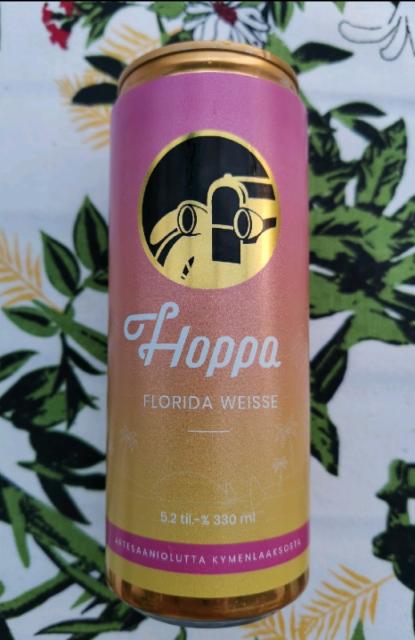 Hoppa
FLORIDA WEISSE
5.2 til.-% 330 ml
ARTESAANIOLUTTA KYMENLAAKSOSTA